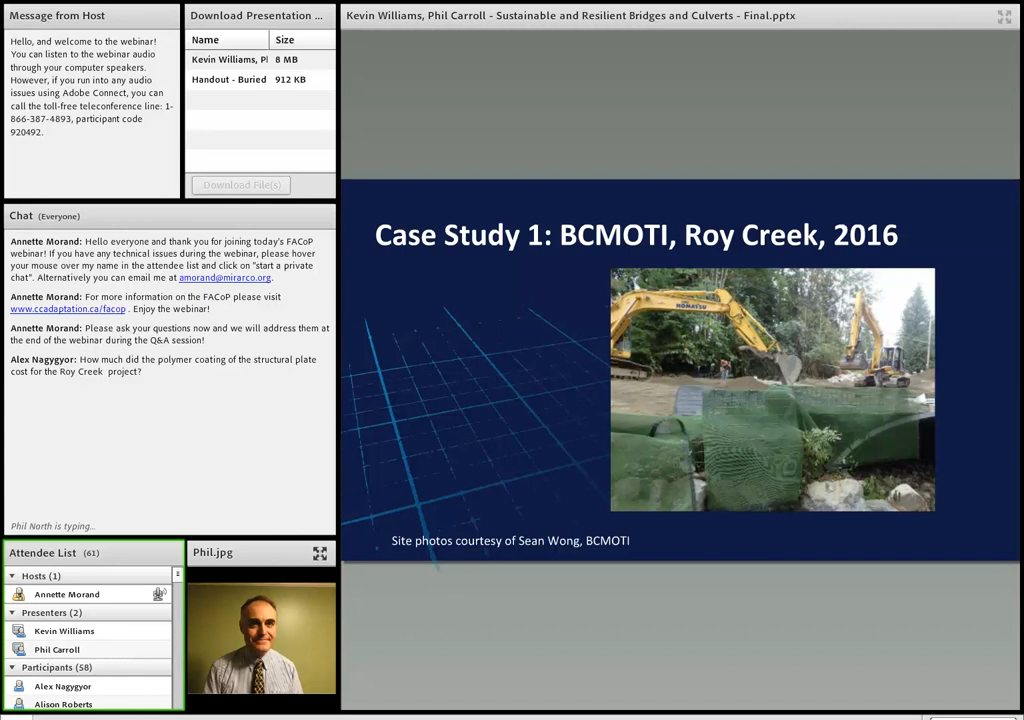 Message from Host
Hello, and welcome to the webinar!
You can listen to the webinar audio
through your computer speakers.
However, if you run into any audio
issues using Adobe Connect, you can
call the toll-free teleconference line: 1-
866-387-4893, participant code
920492.
Download Presentation ...
Name Size
Kevin Williams, Pl 8 MB
Handout - Buried 912 KB
Download File(s)
Chat (Everyone)
Annette Morand: Hello everyone and thank you for joining today's FACoP
webinar! If you have any technical issues during the webinar, please hover
your mouse over my name in the attendee list and click on "start a private
chat". Alternatively you can email me at amorand@mirarco.org.
Annette Morand: For more information on the FACoP please visit
www.ccadaptation.ca/facop . Enjoy the webinar!
Annette Morand: Please ask your questions now and we will address them at
the end of the webinar during the Q&A session!
Alex Nagygyor: How much did the polymer coating of the structural plate
cost for the Roy Creek project?
Phil North is typing...
Attendee List (61)
Hosts (1)
Annette Morand
Presenters (2)
Kevin Williams
Phil Carroll
Participants (58)
Alex Nagygyor
Alison Roberts
Phil.jpg
Kevin Williams, Phil Carroll - Sustainable and Resilient Bridges and Culverts - Final.pptx
Case Study 1: BCMOTI, Roy Creek, 2016
KOMATSU
Site photos courtesy of Sean Wong, BCMOTI